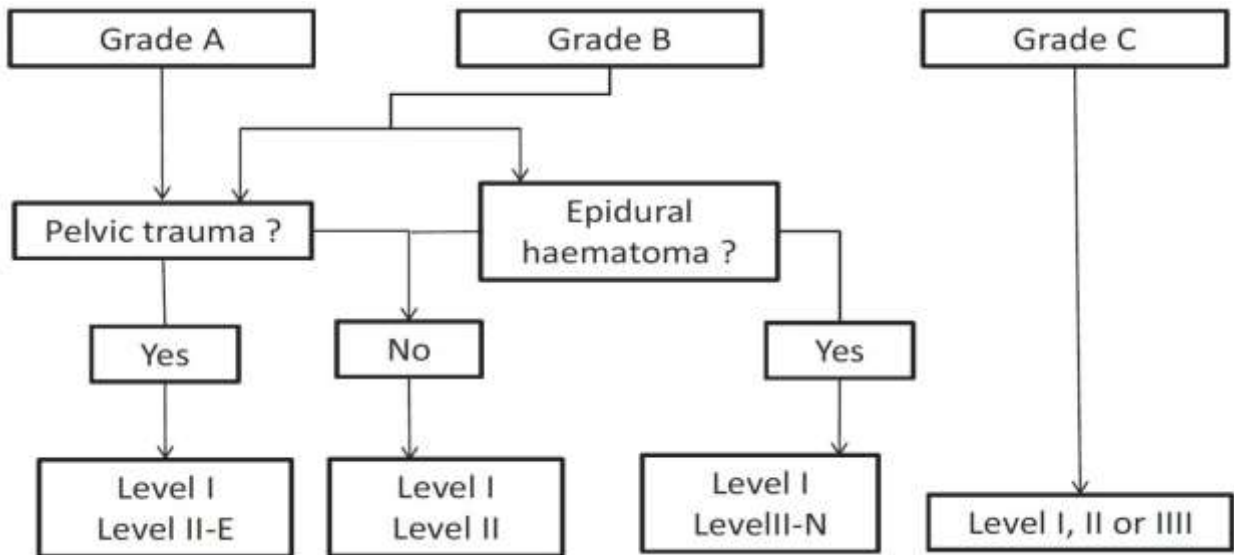 Grade A
Grade B
Grade C
Pelvic trauma ?
Epidural
haematoma ?
Yes
No
Yes
Level I
Level II-E
Level I
Level II
Level I
LevelII-N
Level I, II or IIII